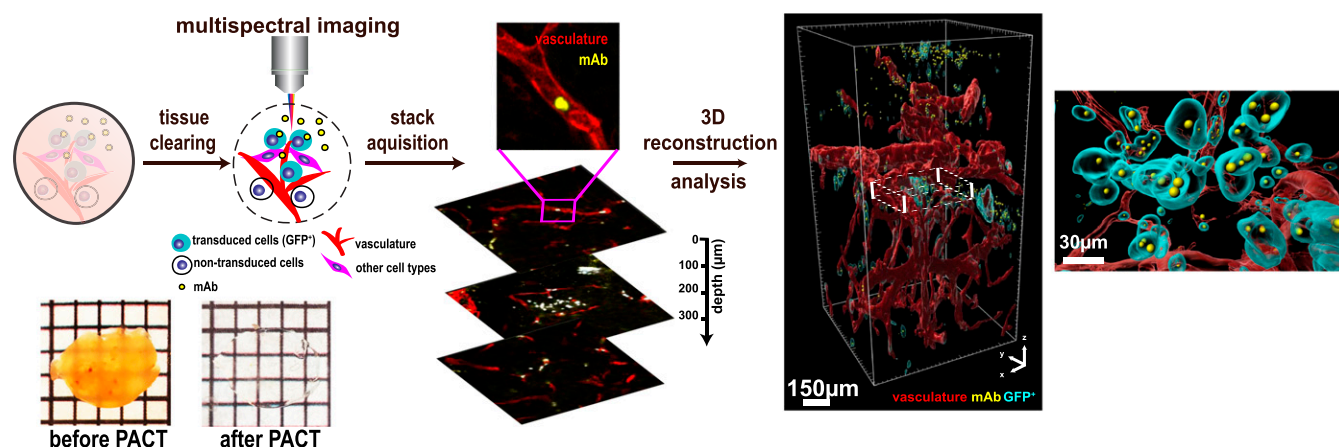 multispectral imaging
tissue
clearing
stack
aquisition
vasculature
mAb
3D
reconstruction
analysis
transduced cells (GFP⁺)
non-transduced cells
mAb
vasculature
other cell types
before PACT
after PACT
0
100
200
300
depth (µm)
z
y
x
150µm
vasculature mAb GFP⁺
30µm